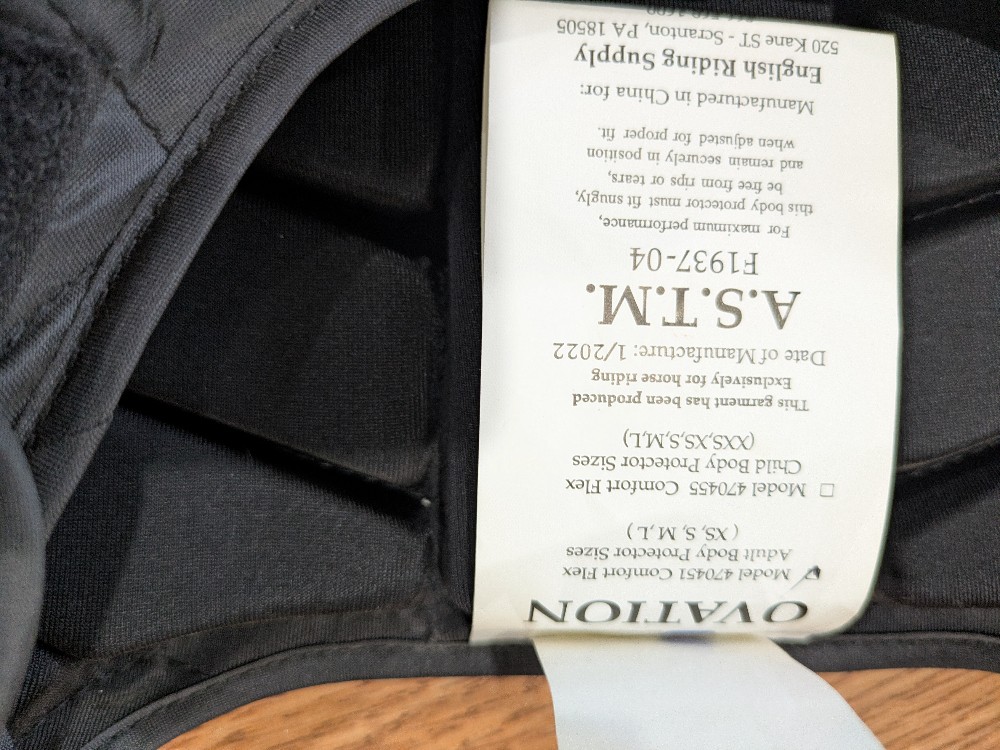 OVATION
Model 470451 Comfort Flex
Adult Body Protector Sizes
( XS, S, M, L )
Model 470455 Comfort Flex
Child Body Protector Sizes
(XXS,XS,S,M,L)
This garment has been produced
Exclusively for horse riding
Date of Manufacture: 1/2022
A.S.T.M.
F1937-04
For maximum performance,
this body protector must fit snugly,
be free from rips or tears,
and remain securely in position
when adjusted for proper fit.
Manufactured in China for:
English Riding Supply
520 Kane ST - Scranton, PA 18505